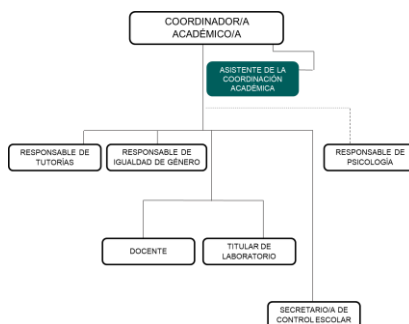 COORDINADOR/A
ACADÉMICO/A
ASISTENTE DE LA
COORDINACIÓN
ACADÉMICA
RESPONSABLE DE
TUTORÍAS
RESPONSABLE DE
IGUALDAD DE GÉNERO
RESPONSABLE DE
PSICOLOGÍA
DOCENTE
TITULAR DE
LABORATORIO
SECRETARIO/A DE
CONTROL ESCOLAR